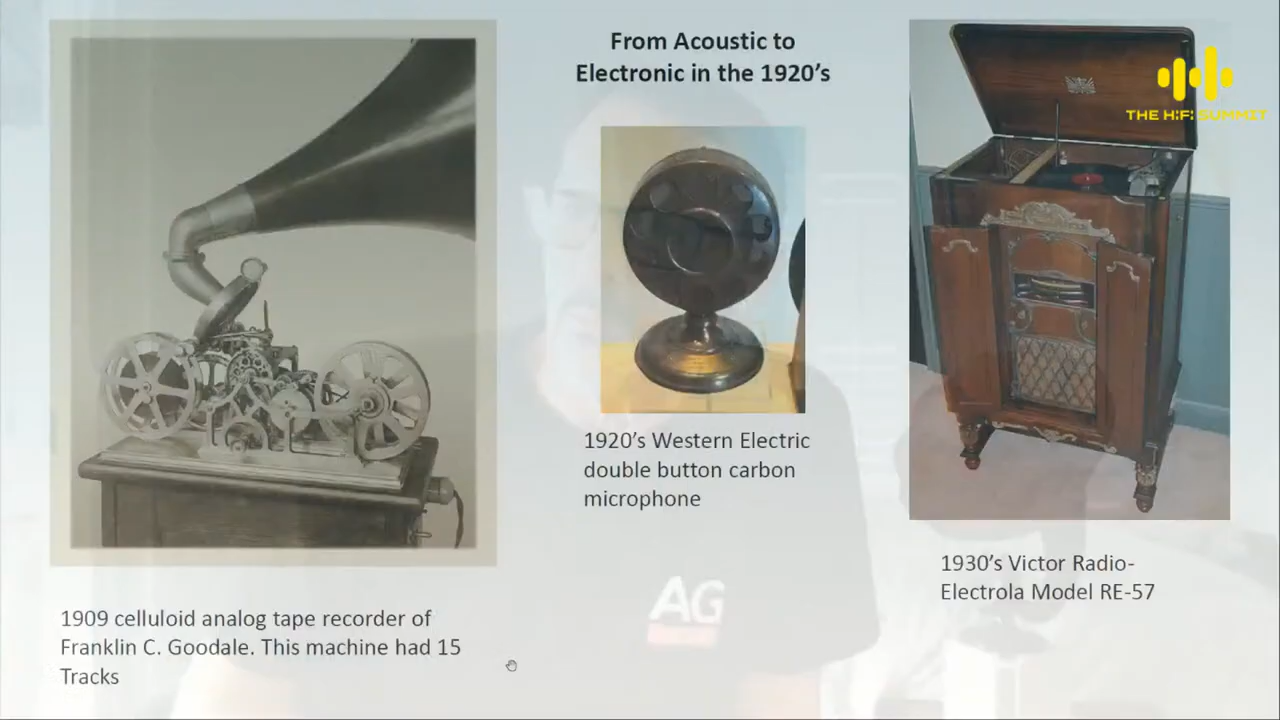 From Acoustic to
Electronic in the 1920’s
THE HiFi SUMMIT
1920’s Western Electric
double button carbon
microphone
1930’s Victor Radio-
Electrola Model RE-57
1909 celluloid analog tape recorder of
Franklin C. Goodale. This machine had 15
Tracks
AG